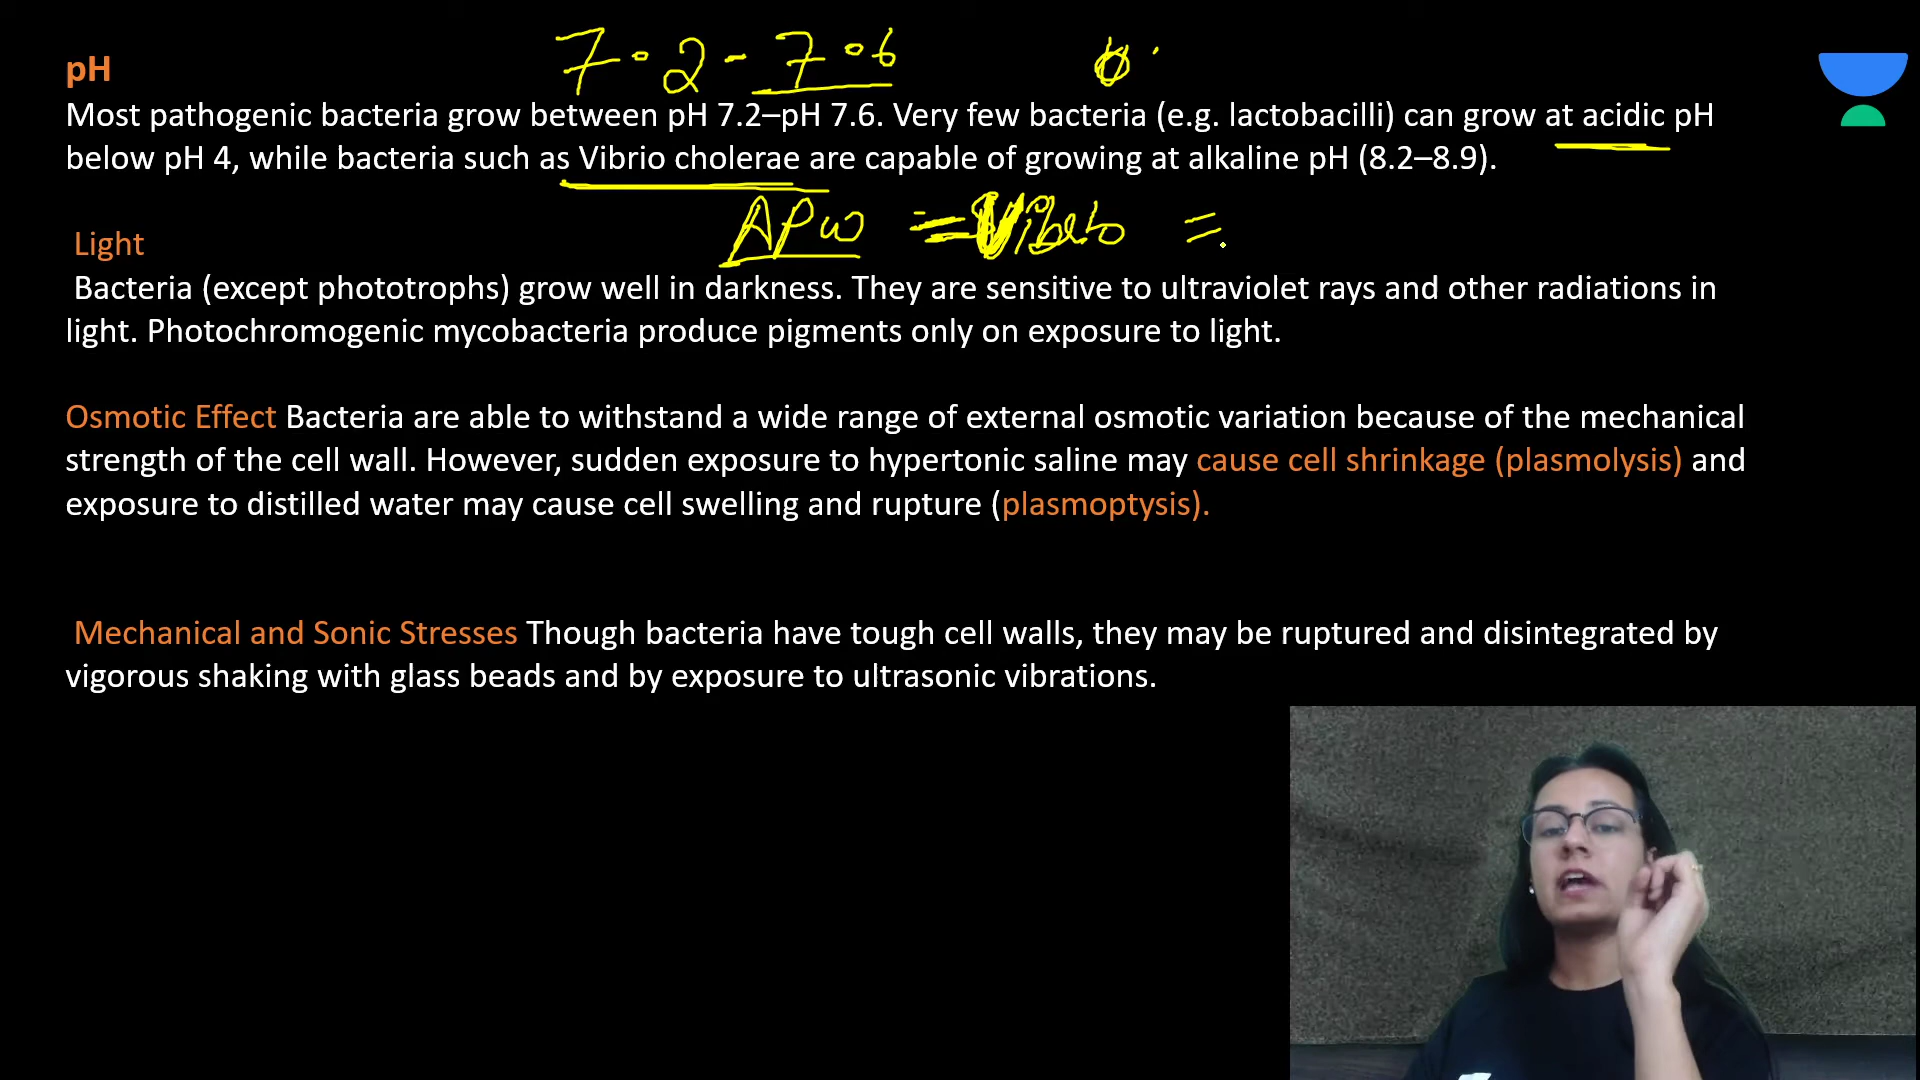 7.2 - 7.6
pH
Most pathogenic bacteria grow between pH 7.2–pH 7.6. Very few bacteria (e.g. lactobacilli) can grow at acidic pH
below pH 4, while bacteria such as Vibrio cholerae are capable of growing at alkaline pH (8.2–8.9).
APW =
=
Light
Bacteria (except phototrophs) grow well in darkness. They are sensitive to ultraviolet rays and other radiations in
light. Photochromogenic mycobacteria produce pigments only on exposure to light.
Osmotic Effect Bacteria are able to withstand a wide range of external osmotic variation because of the mechanical
strength of the cell wall. However, sudden exposure to hypertonic saline may cause cell shrinkage (plasmolysis) and
exposure to distilled water may cause cell swelling and rupture (plasmoptysis).
Mechanical and Sonic Stresses Though bacteria have tough cell walls, they may be ruptured and disintegrated by
vigorous shaking with glass beads and by exposure to ultrasonic vibrations.